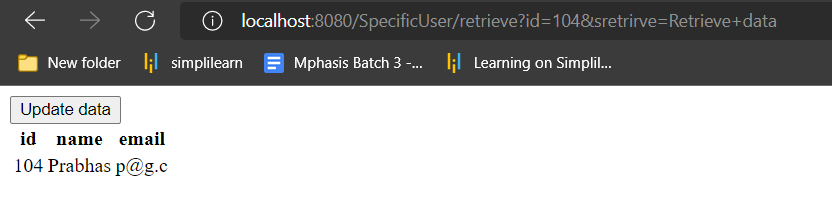 localhost:8080/SpecificUser/retrieve?id=104&sretrirve=Retrieve+data
New folder simplilearn Mphasis Batch 3 -... Learning on Simplil...
Update data
id name email
104 Prabhas p@g.c